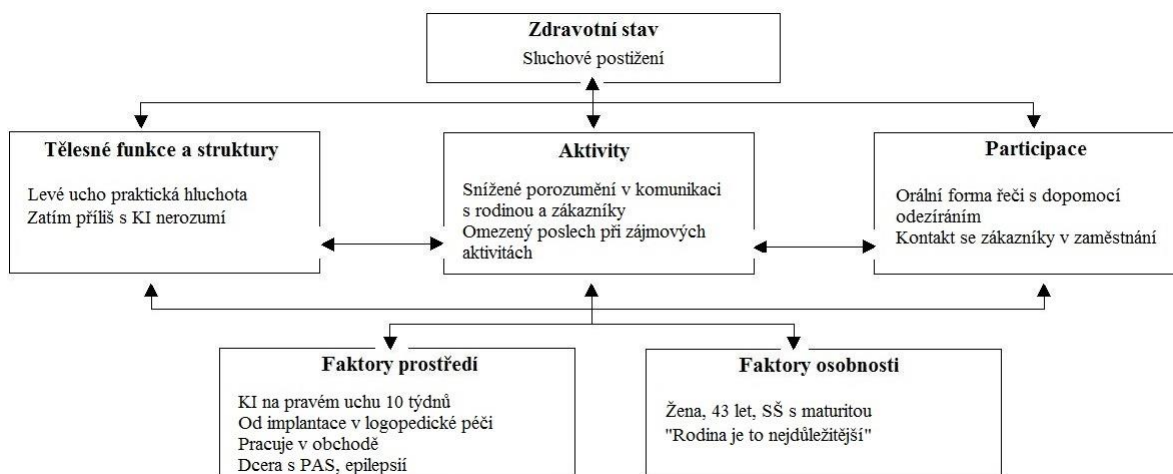 Zdravotní stav
Sluchové postižení
Tělesné funkce a struktury
Levé ucho praktická hluchota
Zatím příliš s KI nerozumí
Aktivity
Snížené porozumění v komunikaci
s rodinou a zákazníky
Omezený poslech při zájmových
aktivitách
Participace
Orální forma řeči s dopomocí
odezíráním
Kontakt se zákazníky v zaměstnání
Faktory prostředí
KI na pravém uchu 10 týdnů
Od implantace v logopedické péči
Pracuje v obchodě
Dcera s PAS, epilepsií
Faktory osobnosti
Žena, 43 let, SŠ s maturitou
"Rodina je to nejdůležitější"